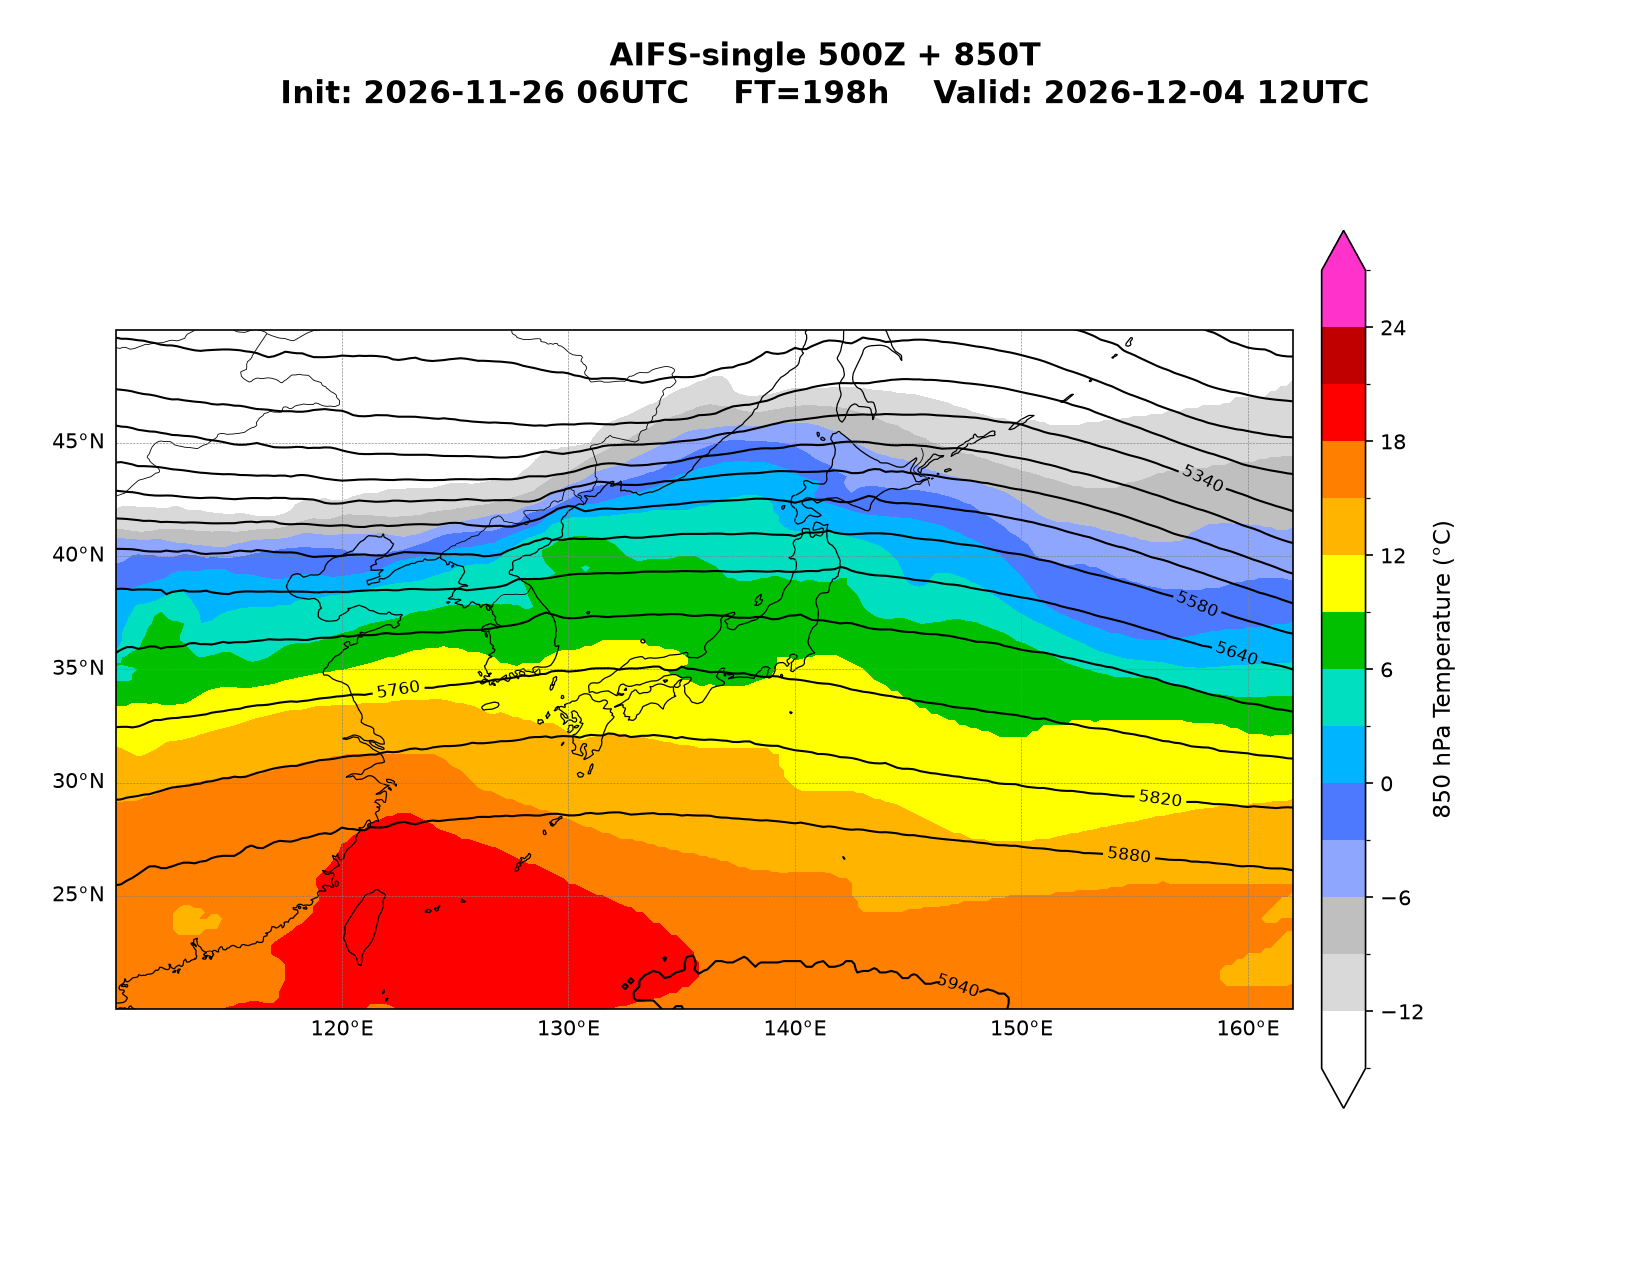 AIFS-single 500Z + 850T
Init: 2026-11-26 06UTC    FT=198h    Valid: 2026-12-04 12UTC
45°N
40°N
35°N
30°N
25°N
120°E
130°E
140°E
150°E
160°E
5340
5580
5640
5760
5820
5880
5940
24
18
12
6
0
−6
−12
850 hPa Temperature (°C)